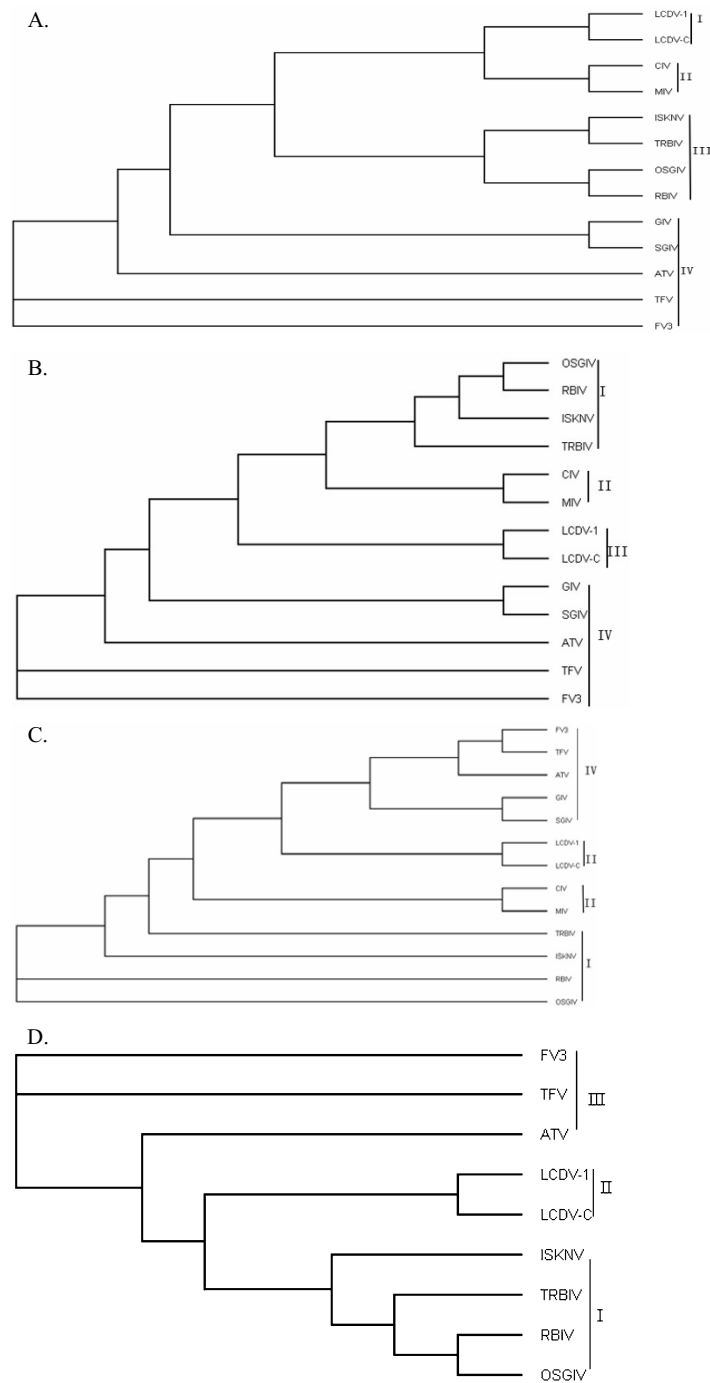 A.
LCDV-1
I
LCDV-C
CIV
II
MIV
ISKNV
TRBIV
III
OSGIV
RBIV
GIV
SGIV
ATV
IV
TFV
FV3
B.
OSGIV
RBIV
I
ISKNV
TRBIV
CIV
II
MIV
LCDV-1
III
LCDV-C
GIV
SGIV
IV
ATV
TFV
FV3
C.
FV3
TFV
IV
ATV
GIV
SGIV
LCDV-1
II
LCDV-C
CIV
II
MIV
TRBIV
ISKNV
I
RBIV
OSGIV
D.
FV3
TFV
III
ATV
LCDV-1
II
LCDV-C
ISKNV
TRBIV
I
RBIV
OSGIV